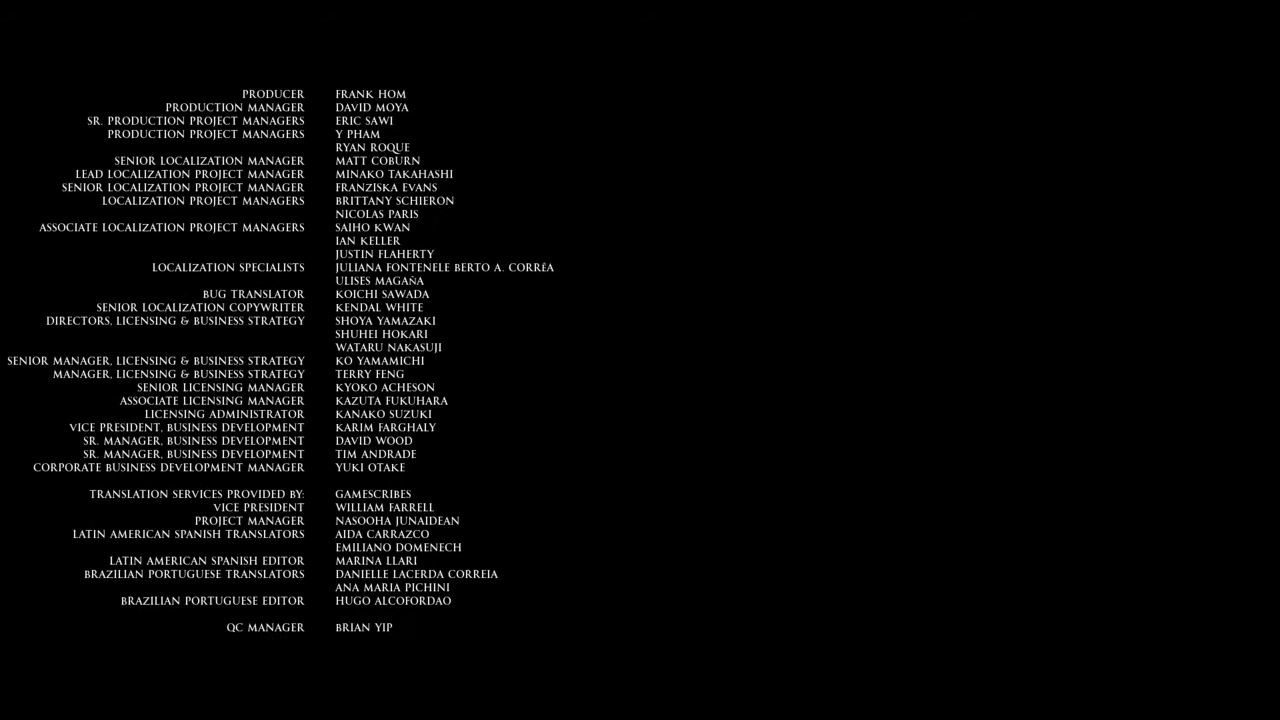 PRODUCER FRANK HOM
PRODUCTION MANAGER DAVID MOYA
SR. PRODUCTION PROJECT MANAGERS ERIC SAWI
PRODUCTION PROJECT MANAGERS Y PHAM
RYAN ROQUE
SENIOR LOCALIZATION MANAGER MATT COBURN
LEAD LOCALIZATION PROJECT MANAGER MINAKO TAKAHASHI
SENIOR LOCALIZATION PROJECT MANAGER FRANZISKA EVANS
LOCALIZATION PROJECT MANAGERS BRITTANY SCHIERON
NICOLAS PARIS
ASSOCIATE LOCALIZATION PROJECT MANAGERS SAIHO KWAN
IAN KELLER
JUSTIN FLAHERTY
LOCALIZATION SPECIALISTS JULIANA FONTENELE BERTO A. CORRÊA
ULISES MAGAÑA
BUG TRANSLATOR KOICHI SAWADA
SENIOR LOCALIZATION COPYWRITER KENDAL WHITE
DIRECTORS, LICENSING & BUSINESS STRATEGY SHOYA YAMAZAKI
SHUHEI HOKARI
WATARU NAKASUJI
SENIOR MANAGER, LICENSING & BUSINESS STRATEGY KO YAMAMICHI
MANAGER, LICENSING & BUSINESS STRATEGY TERRY FENG
SENIOR LICENSING MANAGER KYOKO ACHESON
ASSOCIATE LICENSING MANAGER KAZUTA FUKUHARA
LICENSING ADMINISTRATOR KANAKO SUZUKI
VICE PRESIDENT, BUSINESS DEVELOPMENT KARIM FARGHALY
SR. MANAGER, BUSINESS DEVELOPMENT DAVID WOOD
SR. MANAGER, BUSINESS DEVELOPMENT TIM ANDRADE
CORPORATE BUSINESS DEVELOPMENT MANAGER YUKI OTAKE
TRANSLATION SERVICES PROVIDED BY: GAMESCRIBES
VICE PRESIDENT WILLIAM FARRELL
PROJECT MANAGER NASOOHA JUNAIDEAN
LATIN AMERICAN SPANISH TRANSLATORS AIDA CARRAZCO
EMILIANO DOMENECH
LATIN AMERICAN SPANISH EDITOR MARINA LLARI
BRAZILIAN PORTUGUESE TRANSLATORS DANIELLE LACERDA CORREIA
ANA MARIA PICHINI
BRAZILIAN PORTUGUESE EDITOR HUGO ALCOFORDAO
QC MANAGER BRIAN YIP